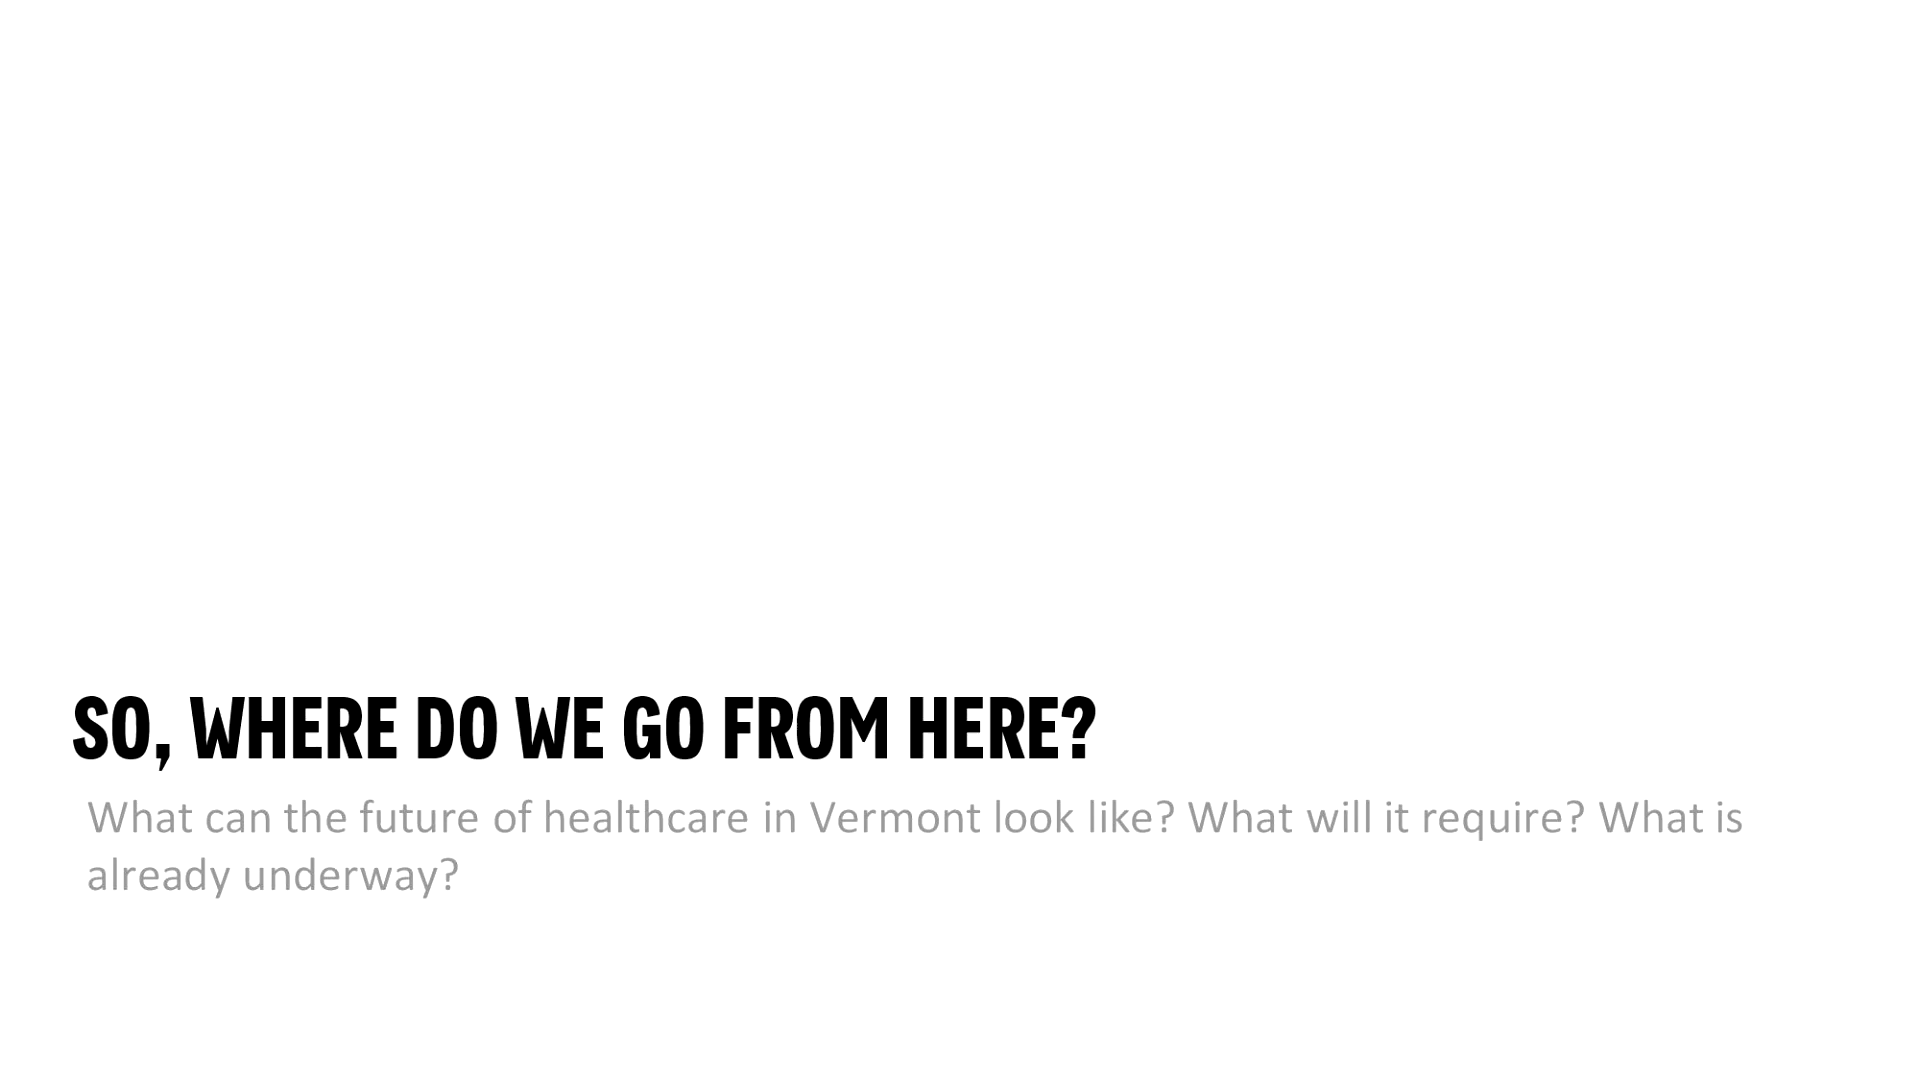 SO, WHERE DO WE GO FROM HERE?
What can the future of healthcare in Vermont look like? What will it require? What is
already underway?